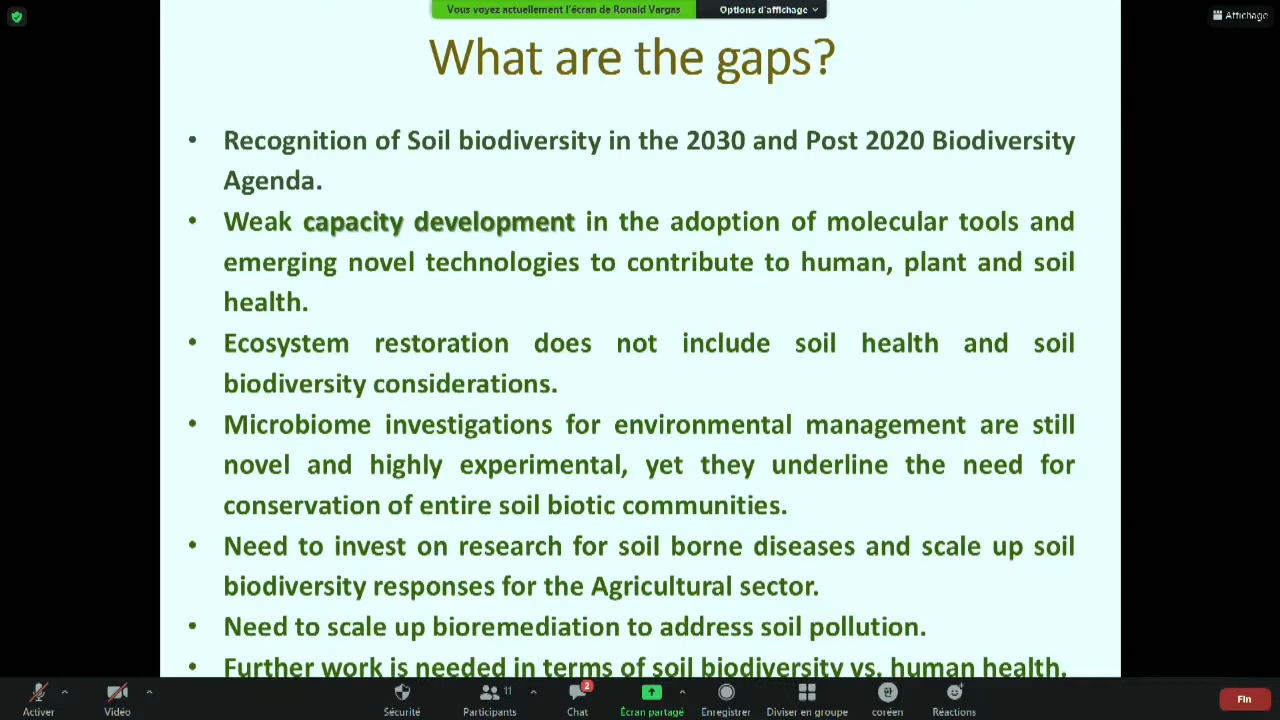 Vous voyez actuellement l'écran de Ronald Vargas
Options d'affichage
Affichage
What are the gaps?
• Recognition of Soil biodiversity in the 2030 and Post 2020 Biodiversity
Agenda.
• Weak capacity development in the adoption of molecular tools and
emerging novel technologies to contribute to human, plant and soil
health.
• Ecosystem restoration does not include soil health and soil
biodiversity considerations.
• Microbiome investigations for environmental management are still
novel and highly experimental, yet they underline the need for
conservation of entire soil biotic communities.
• Need to invest on research for soil borne diseases and scale up soil
biodiversity responses for the Agricultural sector.
• Need to scale up bioremediation to address soil pollution.
• Further work is needed in terms of soil biodiversity vs. human health.
11
2
Activer
Vidéo
Sécurité
Participants
Chat
Écran partagé
Enregistrer
Diviser en groupe
coréen
Réactions
Fin